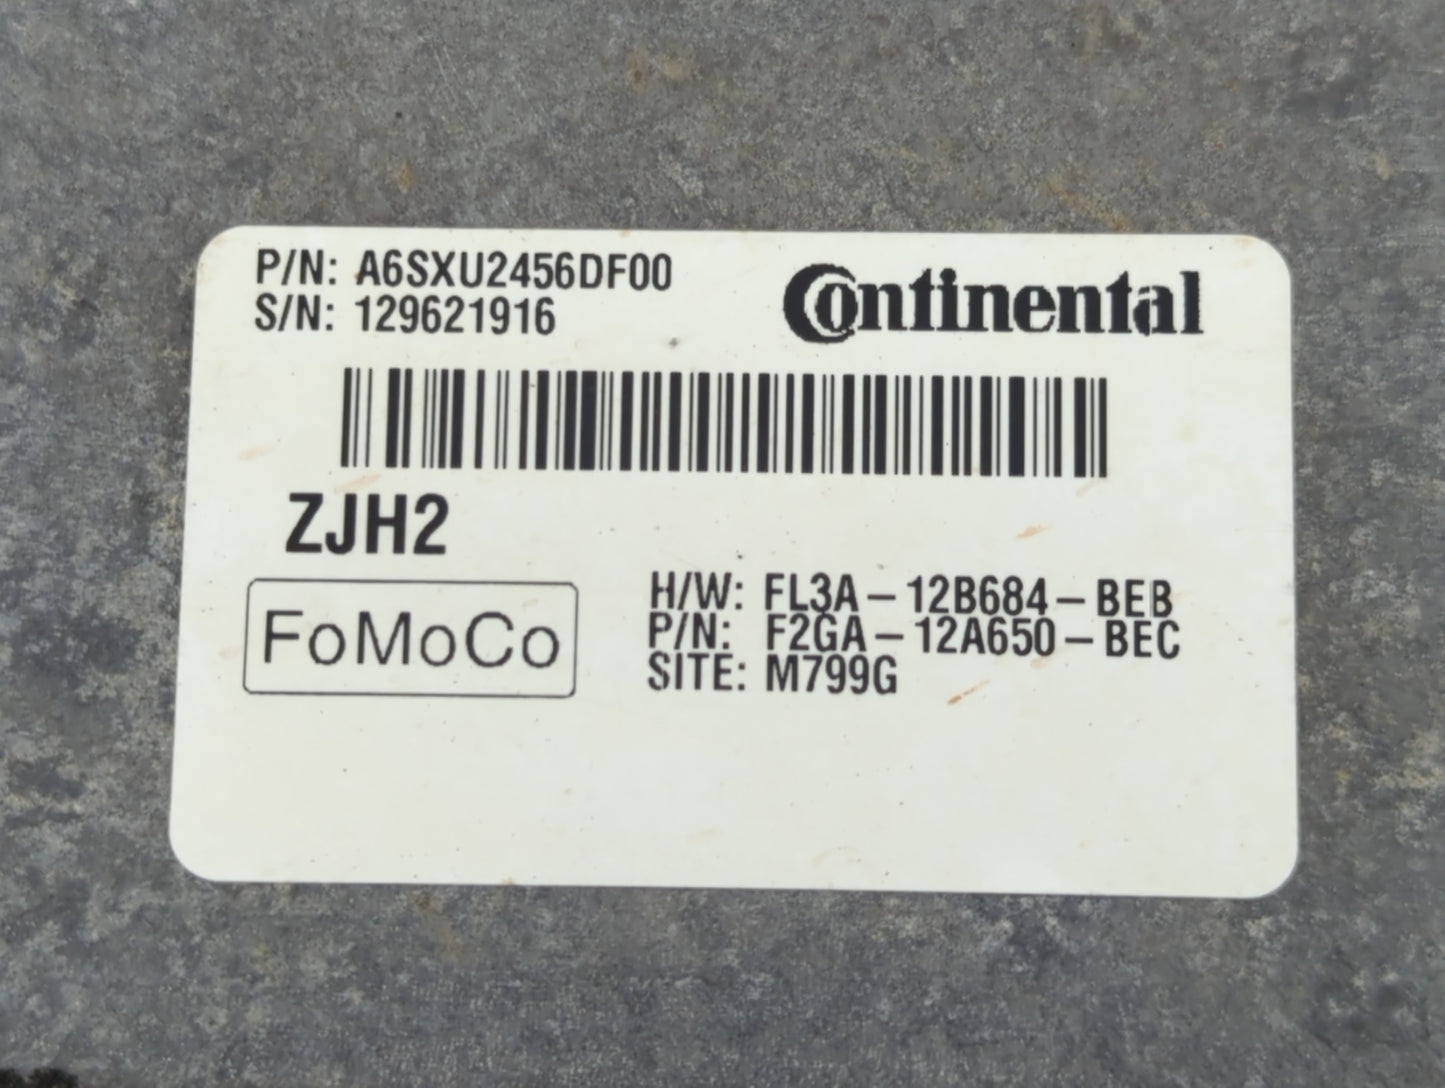 P/N: A6SXU2456DF00
S/N: 129621916
Continental
ZJH2
FoMoCo
H/W: FL3A-12B684-BEB
P/N: F2GA-12A650-BEC
SITE: M799G